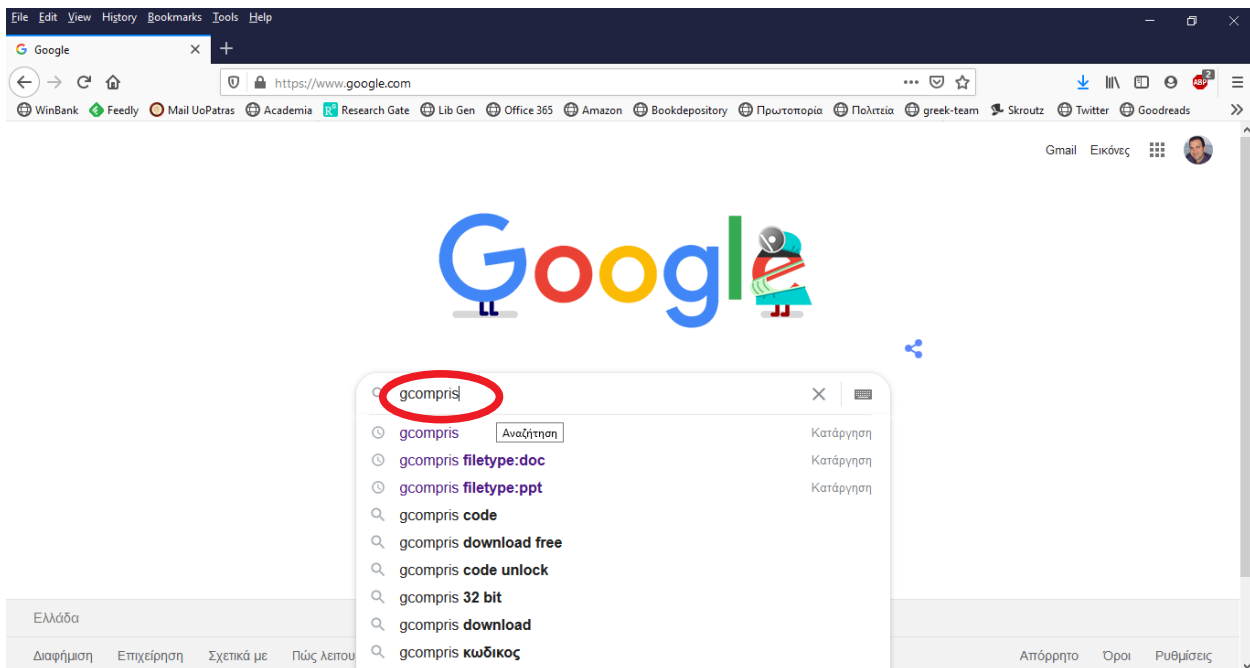 File Edit View History Bookmarks Tools Help
Google
https://www.google.com
2
ABP
WinBank Feedly Mail UoPatras Academia Research Gate Lib Gen Office 365 Amazon Bookdepository Πρωτοπορία Πολιτεία greek-team Skroutz Twitter Goodreads
Gmail Εικόνες
Google
gcompris
gcompris Αναζήτηση Κατάργηση
gcompris filetype:doc Κατάργηση
gcompris filetype:ppt Κατάργηση
gcompris code
gcompris download free
gcompris code unlock
gcompris 32 bit
gcompris download
gcompris κωδικος
Ελλάδα
Διαφήμιση Επιχείρηση Σχετικά με Πώς λειτου Απόρρητο Όροι Ρυθμίσεις